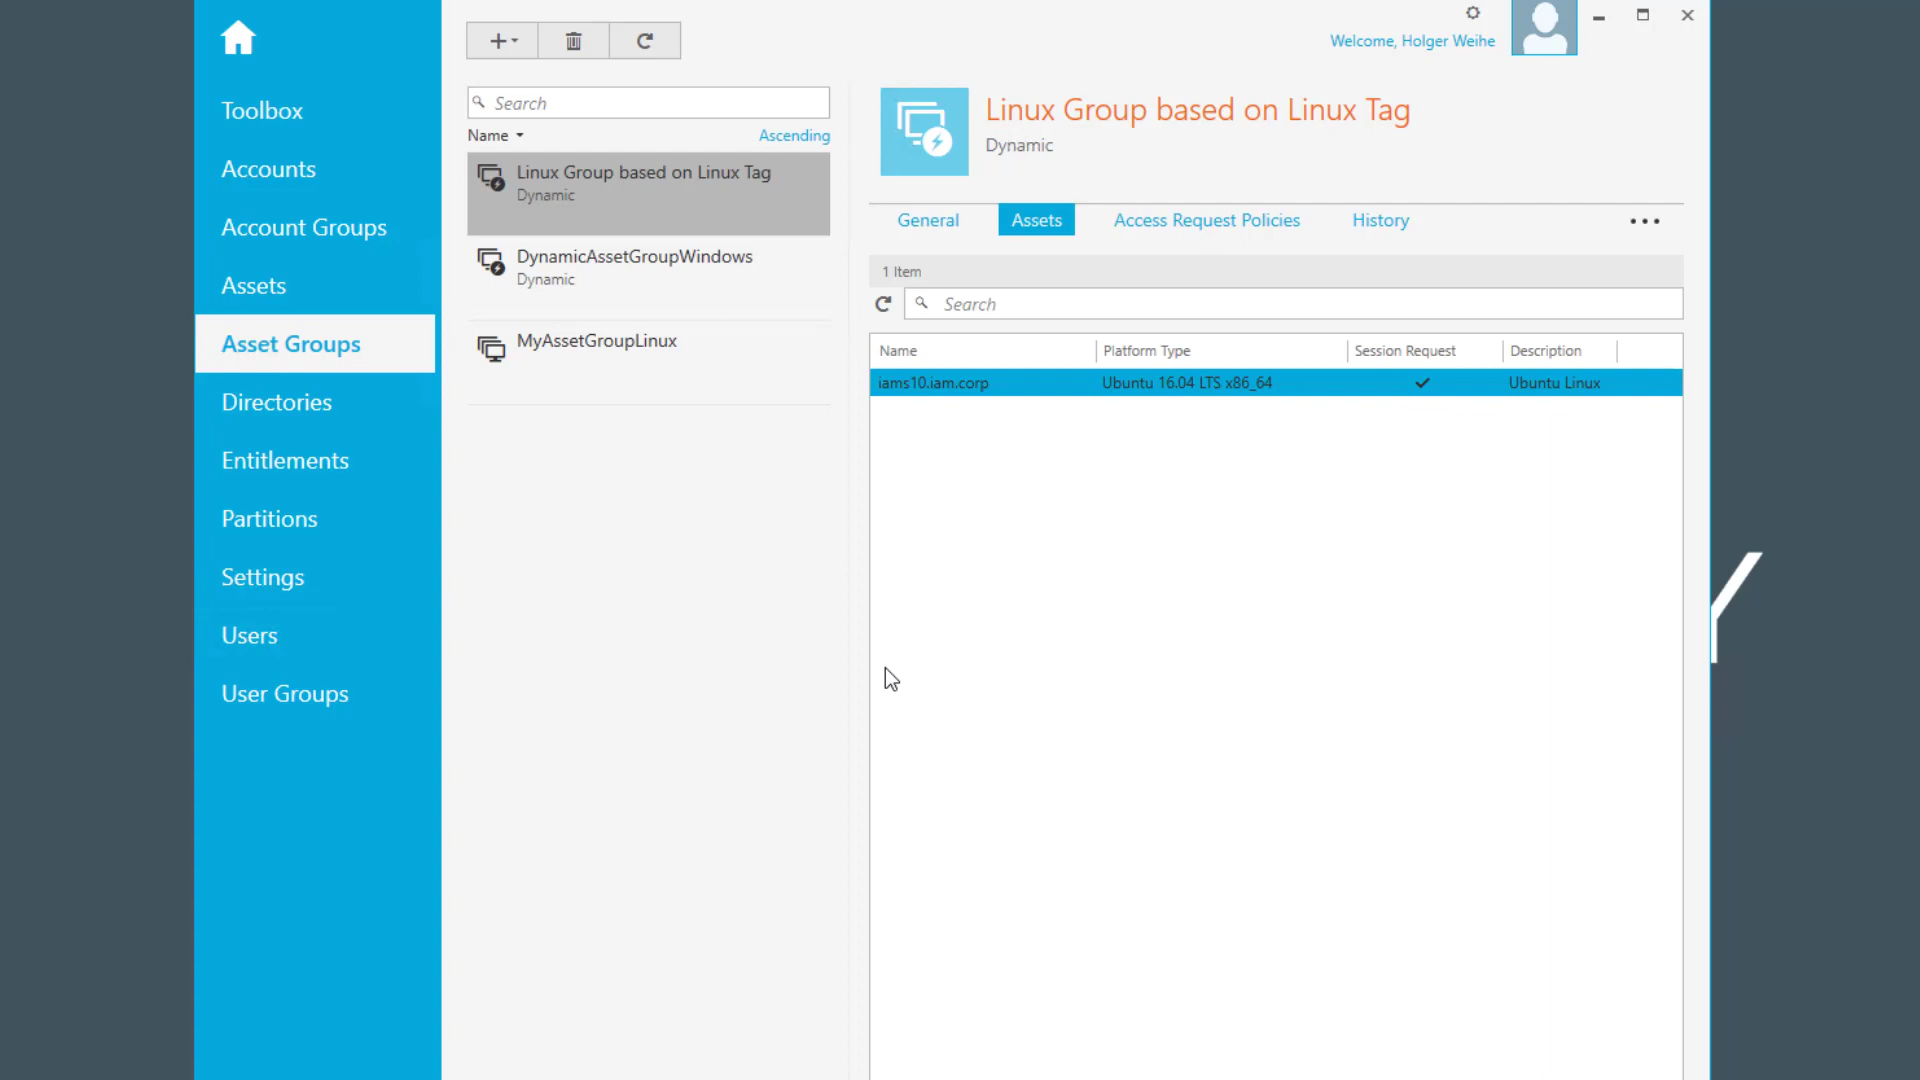 Welcome, Holger Weihe
Toolbox
Accounts
Account Groups
Assets
Asset Groups
Directories
Entitlements
Partitions
Settings
Users
User Groups
Search
Name
Ascending
Linux Group based on Linux Tag
Dynamic
DynamicAssetGroupWindows
Dynamic
MyAssetGroupLinux
Linux Group based on Linux Tag
Dynamic
General Assets Access Request Policies History
1 Item
Search
Name Platform Type Session Request Description
iams10.iam.corp Ubuntu 16.04 LTS x86_64 Ubuntu Linux
Y